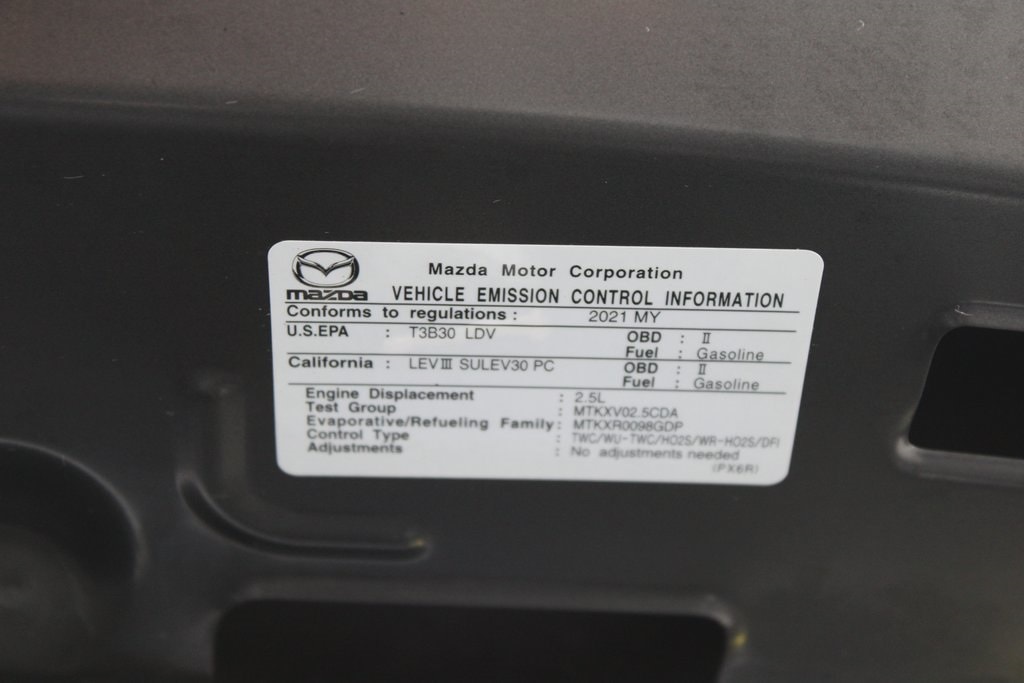 Mazda Motor Corporation
mazda VEHICLE EMISSION CONTROL INFORMATION
Conforms to regulations : 2021 MY
U.S.EPA : T3B30 LDV OBD : II
Fuel : Gasoline
California : LEVIII SULEV30 PC OBD : II
Fuel : Gasoline
Engine Displacement : 2.5L
Test Group : MTKXV02.5CDA
Evaporative/Refueling Family: MTKXR0098GDP
Control Type : TWC/WU-TWC/HO2S/WR-HO2S/DFI
Adjustments : No adjustments needed
(PX6R)